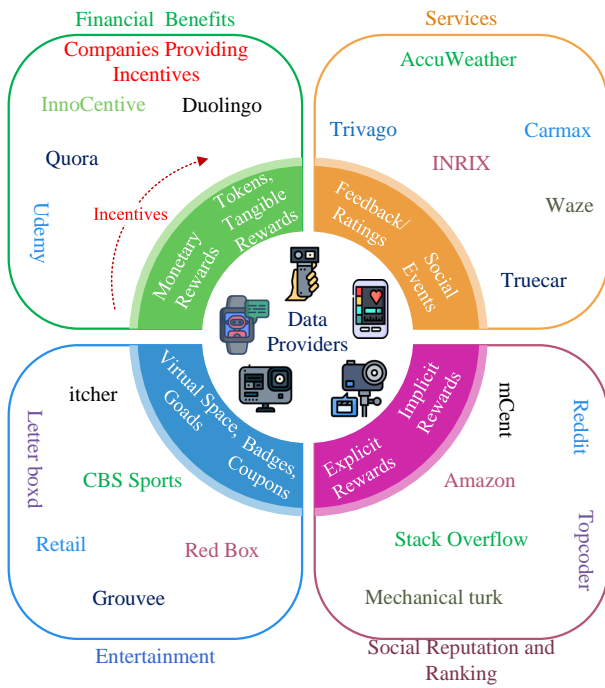 Financial Benefits
Companies Providing
Incentives
InnoCentive
Duolingo
Quora
Udemy
Incentives
Monetary
Rewards
Tokens,
Tangible
Rewards
Services
AccuWeather
Trivago
Carmax
INRIX
Waze
Truecar
Feedback/
Ratings
Social
Events
Data
Providers
itcher
Letter boxd
CBS Sports
Retail
Red Box
Grouvee
Virtual Space, Badges,
Goads
Coupons
Entertainment
Implicit Rewards
Explicit
Rewards
mCent
Reddit
Amazon
Topcoder
Stack Overflow
Mechanical turk
Social Reputation and
Ranking